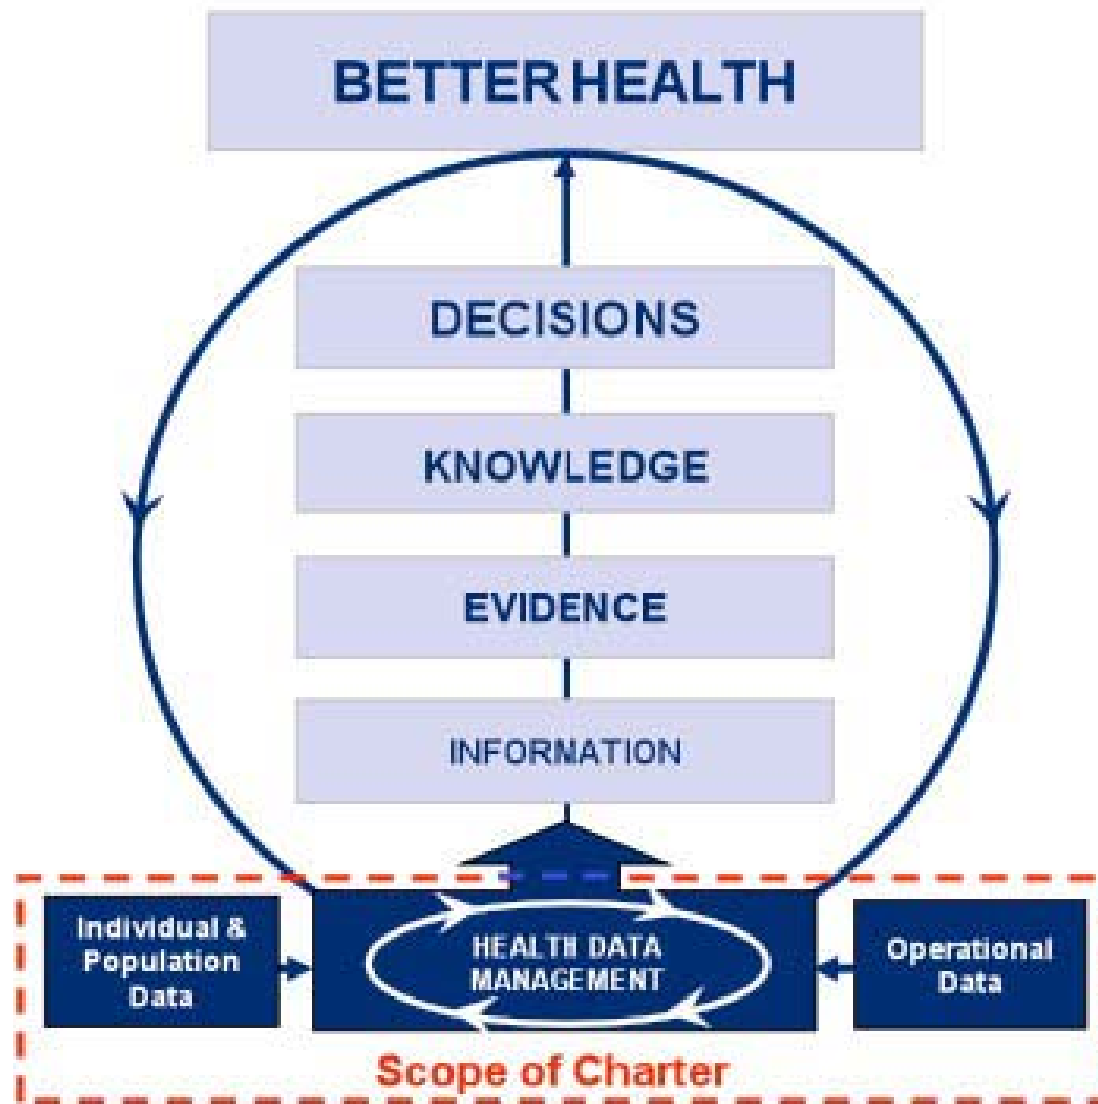 BETTER HEALTH
DECISIONS
KNOWLEDGE
EVIDENCE
INFORMATION
Individual &
Population
Data
HEALTH DATA
MANAGEMENT
Operational
Data
Scope of Charter